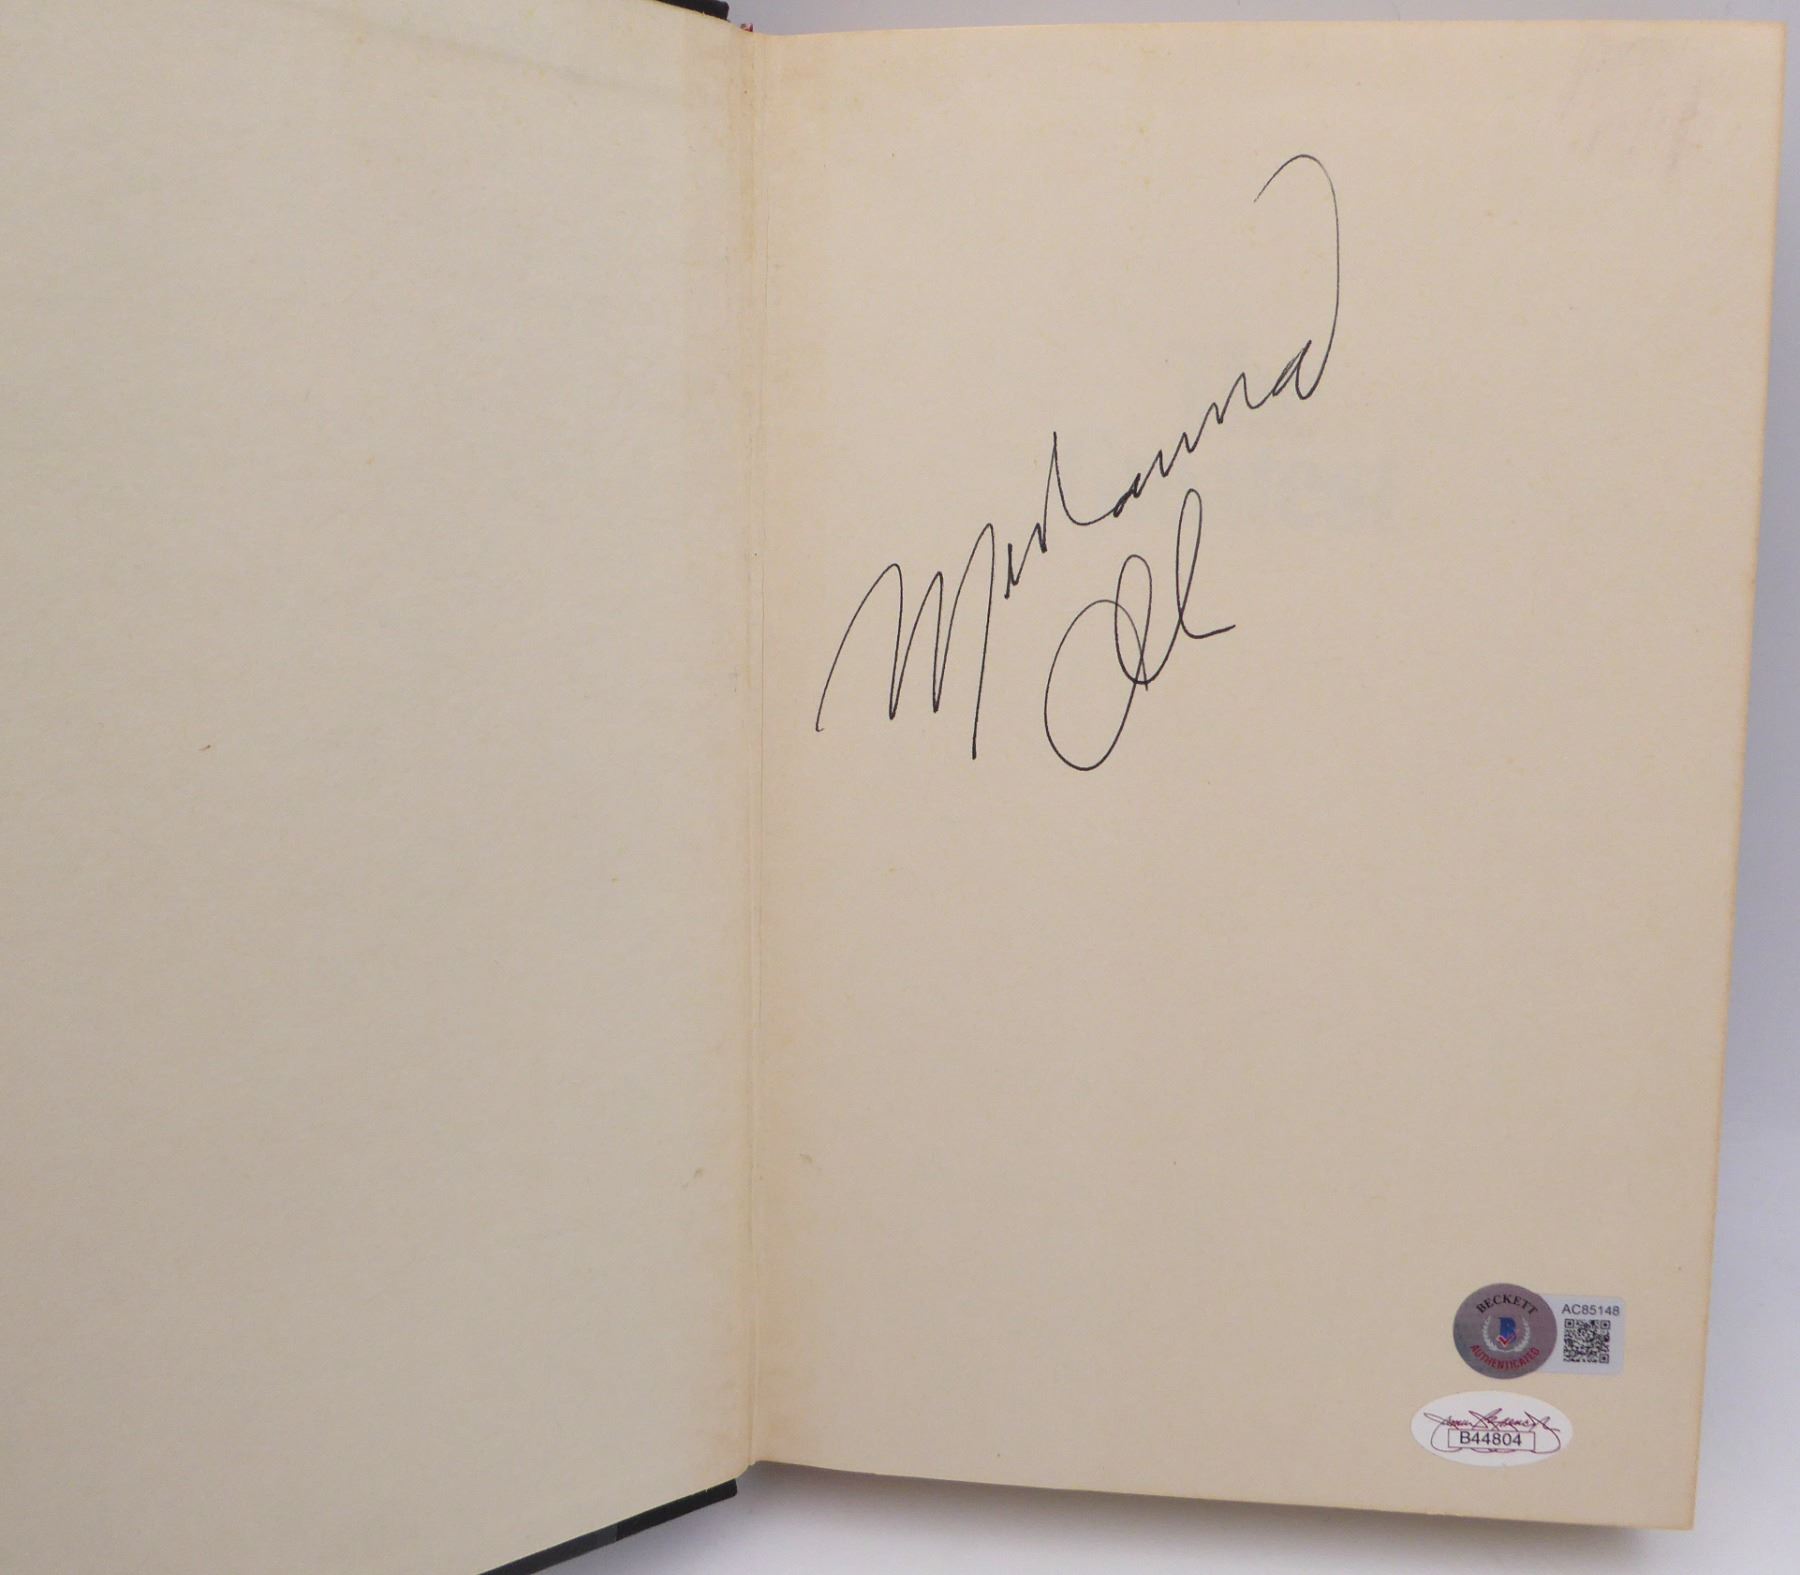 Muhammad
Ali
BECKETT
AUTHENTICATED
AC85148
B44804